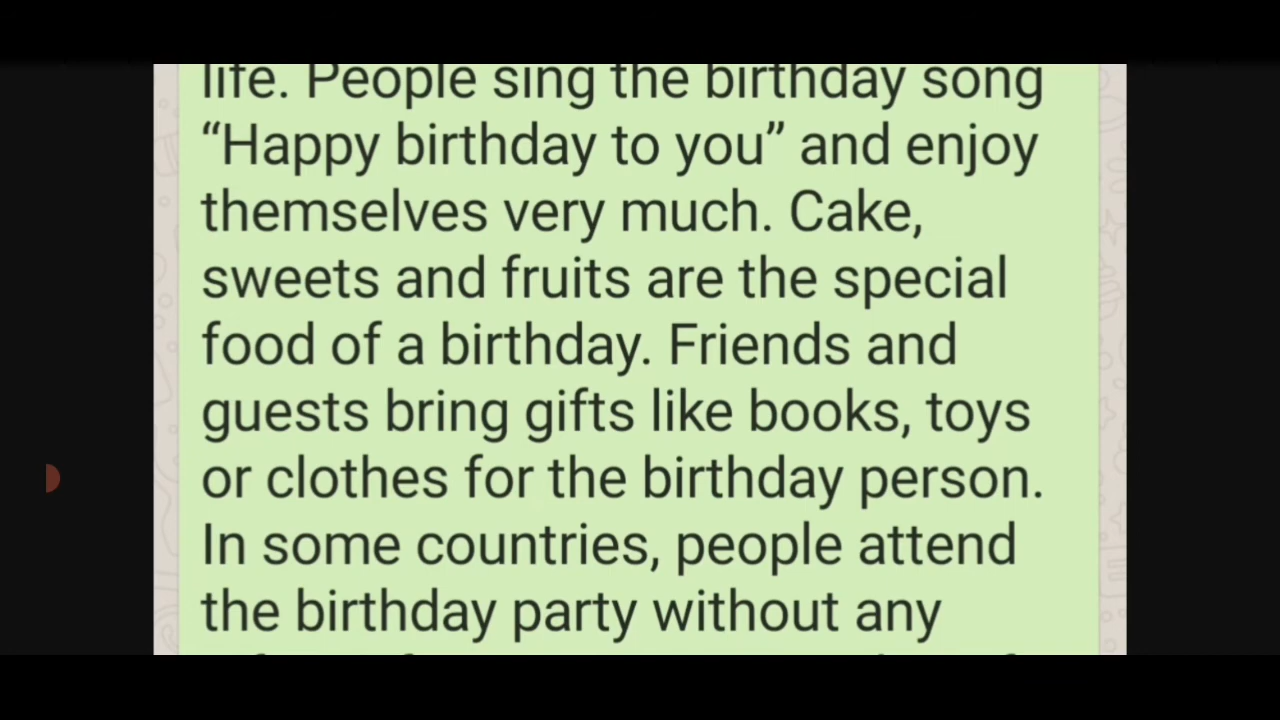 life. People sing the birthday song
“Happy birthday to you” and enjoy
themselves very much. Cake,
sweets and fruits are the special
food of a birthday. Friends and
guests bring gifts like books, toys
or clothes for the birthday person.
In some countries, people attend
the birthday party without any